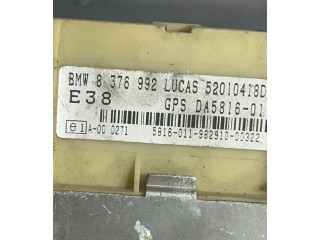 BMW 8 376 992 LUCAS 52010418D
E38 GPS DA5816-01
e1 A-00 0271 5816-011-982910-00322